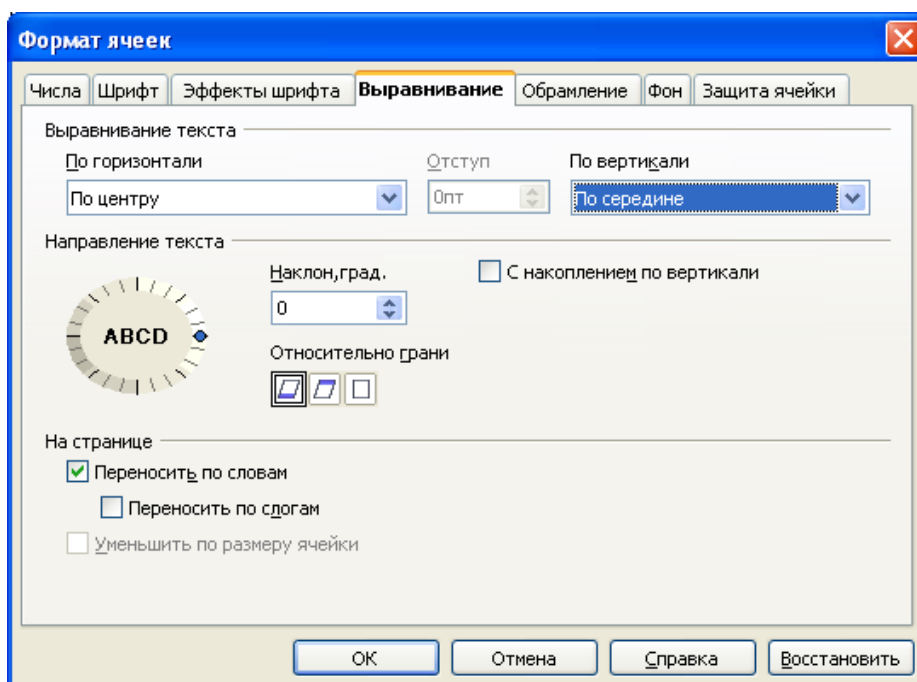 Формат ячеек
Числа Шрифт Эффекты шрифта Выравнивание Обрамление Фон Защита ячейки
Выравнивание текста
По горизонтали Отступ По вертикали
По центру 0пт По середине
Направление текста
Наклон,град. С накоплением по вертикали
0
ABCD
Относительно грани
На странице
Переносить по словам
Переносить по слогам
Уменьшить по размеру ячейки
ОК Отмена Справка Восстановить